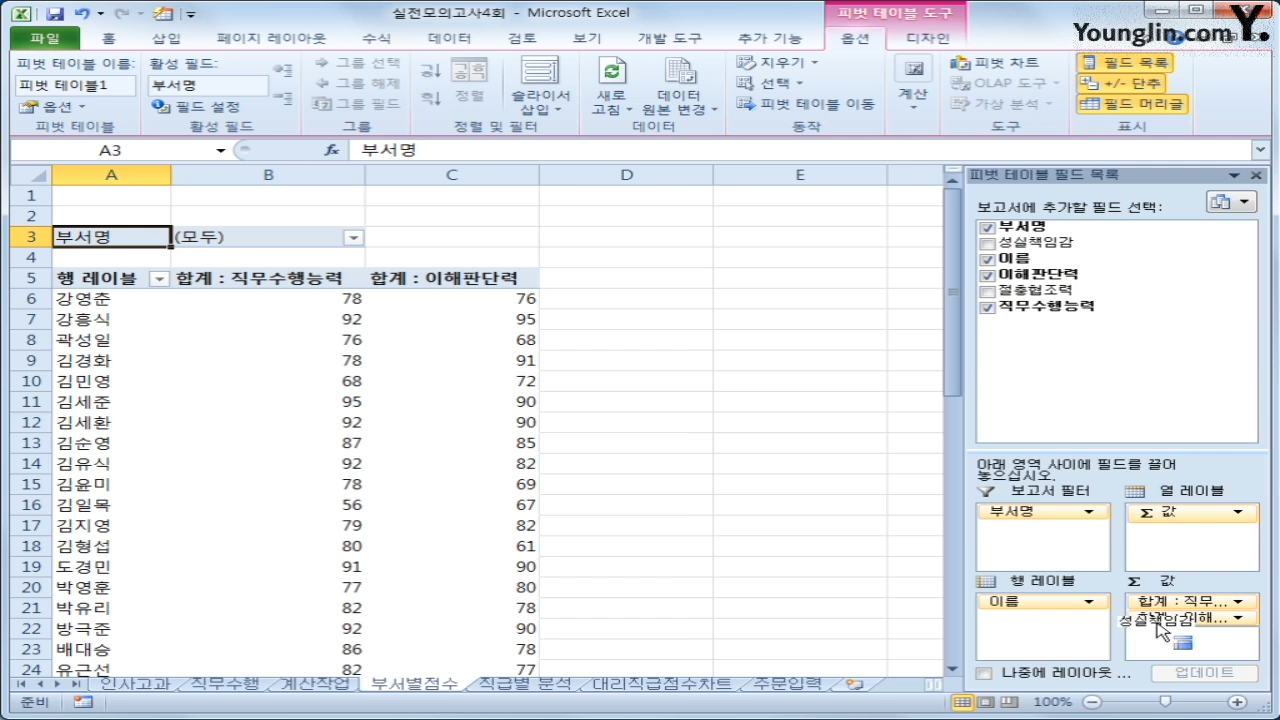 실전모의고사4회 - Microsoft Excel
피벗 테이블 도구
Y.
Younglin.com
파일 홈 삽입 페이지 레이아웃 수식 데이터 검토 보기 개발 도구 추가 기능 옵션 디자인
피벗 테이블 이름: 활성 필드: 그룹 선택 지우기 피벗 차트 필드 목록
피벗 테이블1 부서명 그룹 해제 정렬 슬라이서 새로 데이터 선택 계산 OLAP 도구 +/- 단추
옵션 필드 설정 그룹 필드 삽입 고침 원본 변경 피벗 테이블 이동 가상 분석 필드 머리글
피벗 테이블 활성 필드 그룹 정렬 및 필터 데이터 동작 도구 표시
A3 fx 부서명
A B C D E
1
2
3 부서명 (모두)
4
5 행 레이블 합계 : 직무수행능력 합계 : 이해판단력
6 강영춘 78 76
7 강흥식 92 95
8 곽성일 76 68
9 김경화 78 91
10 김민영 68 72
11 김세준 95 90
12 김세환 92 90
13 김순영 87 85
14 김유식 92 82
15 김윤미 78 69
16 김일목 56 67
17 김지영 79 82
18 김형섭 80 61
19 도경민 91 90
20 박영훈 77 80
21 박유리 82 78
22 방극준 92 90
23 배대승 86 78
24 유근선 82 77
피벗 테이블 필드 목록
보고서에 추가할 필드 선택:
부서명
성실책임감
이름
이해판단력
절충협조력
직무수행능력
아래 영역 사이에 필드를 끌어
놓으십시오.
보고서 필터 열 레이블
부서명 Σ 값
행 레이블 Σ 값
이름 합계 : 직무...
성실책임감
나중에 레이아웃 ... 업데이트
인사고과 직무수행 계산작업 부서별점수 직급별 분석 대리직급점수차트 주문입력
준비 100%